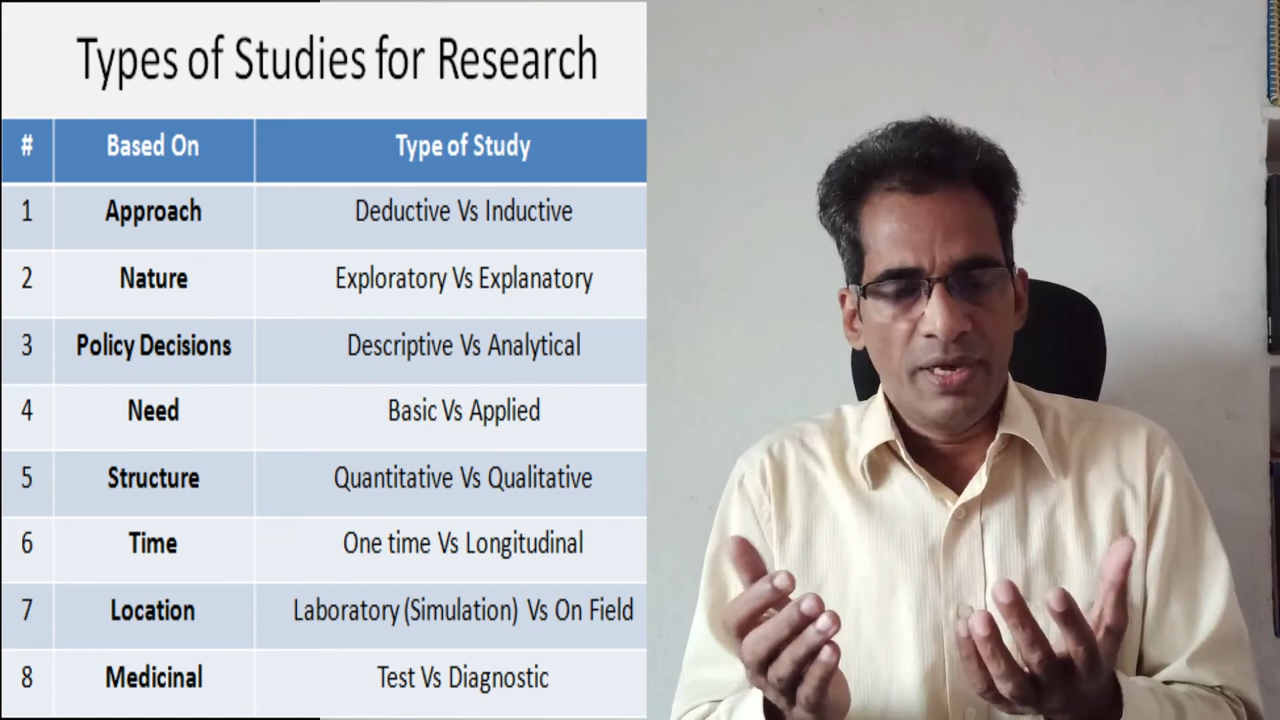 Types of Studies for Research
# Based On Type of Study
1 Approach Deductive Vs Inductive
2 Nature Exploratory Vs Explanatory
3 Policy Decisions Descriptive Vs Analytical
4 Need Basic Vs Applied
5 Structure Quantitative Vs Qualitative
6 Time One time Vs Longitudinal
7 Location Laboratory (Simulation) Vs On Field
8 Medicinal Test Vs Diagnostic